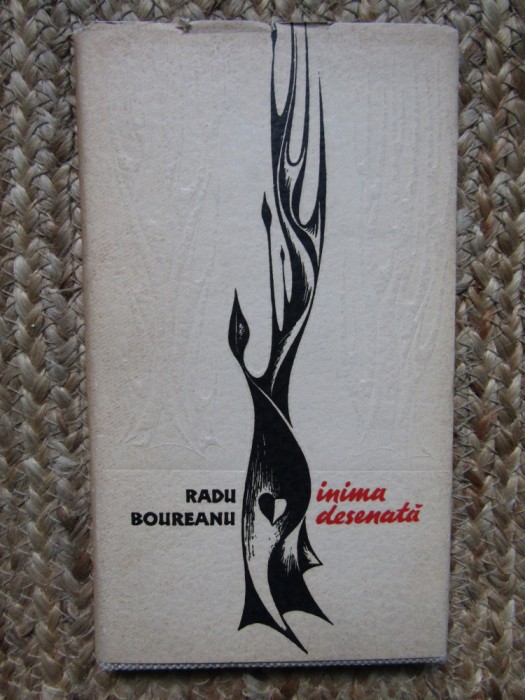 RADU
BOUREANU
inima
desenată